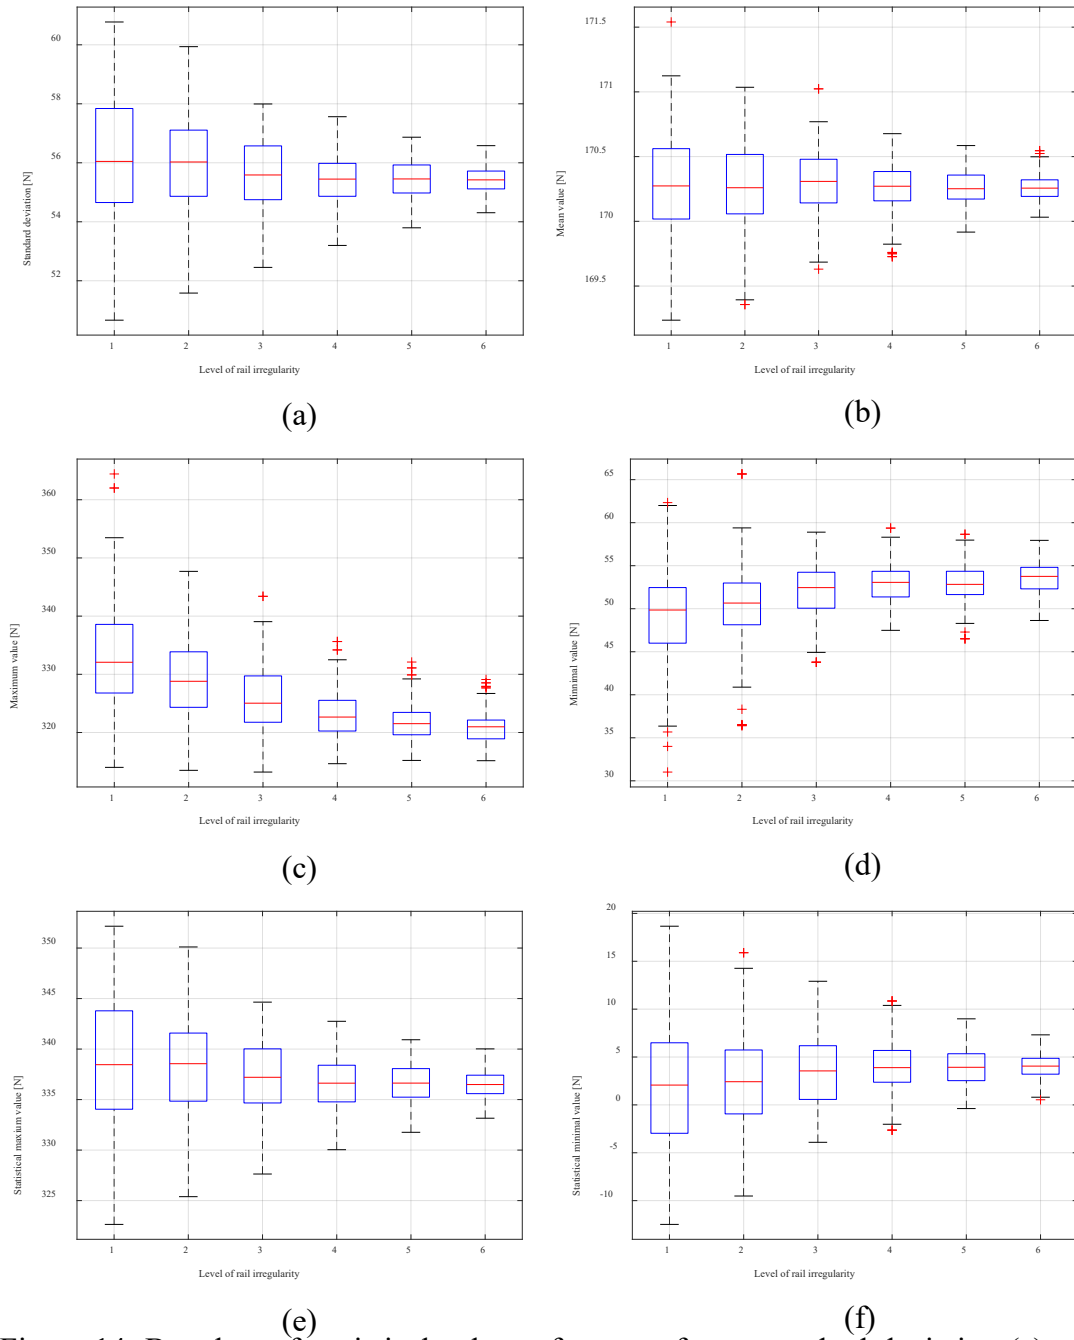 60
58
56
54
52
Standard deviation [N]
1 2 3 4 5 6
Level of rail irregularity
(a)
171.5
171
170.5
170
169.5
Mean value [N]
1 2 3 4 5 6
Level of rail irregularity
(b)
360
350
340
330
320
Maximum value [N]
1 2 3 4 5 6
Level of rail irregularity
(c)
65
60
55
50
45
40
35
30
Minnimal value [N]
1 2 3 4 5 6
Level of rail irregularity
(d)
350
345
340
335
330
325
Statistical maxium value [N]
1 2 3 4 5 6
Level of rail irregularity
(e)
20
15
10
5
0
-5
-10
Statistical minimal value [N]
1 2 3 4 5 6
Level of rail irregularity
(f)